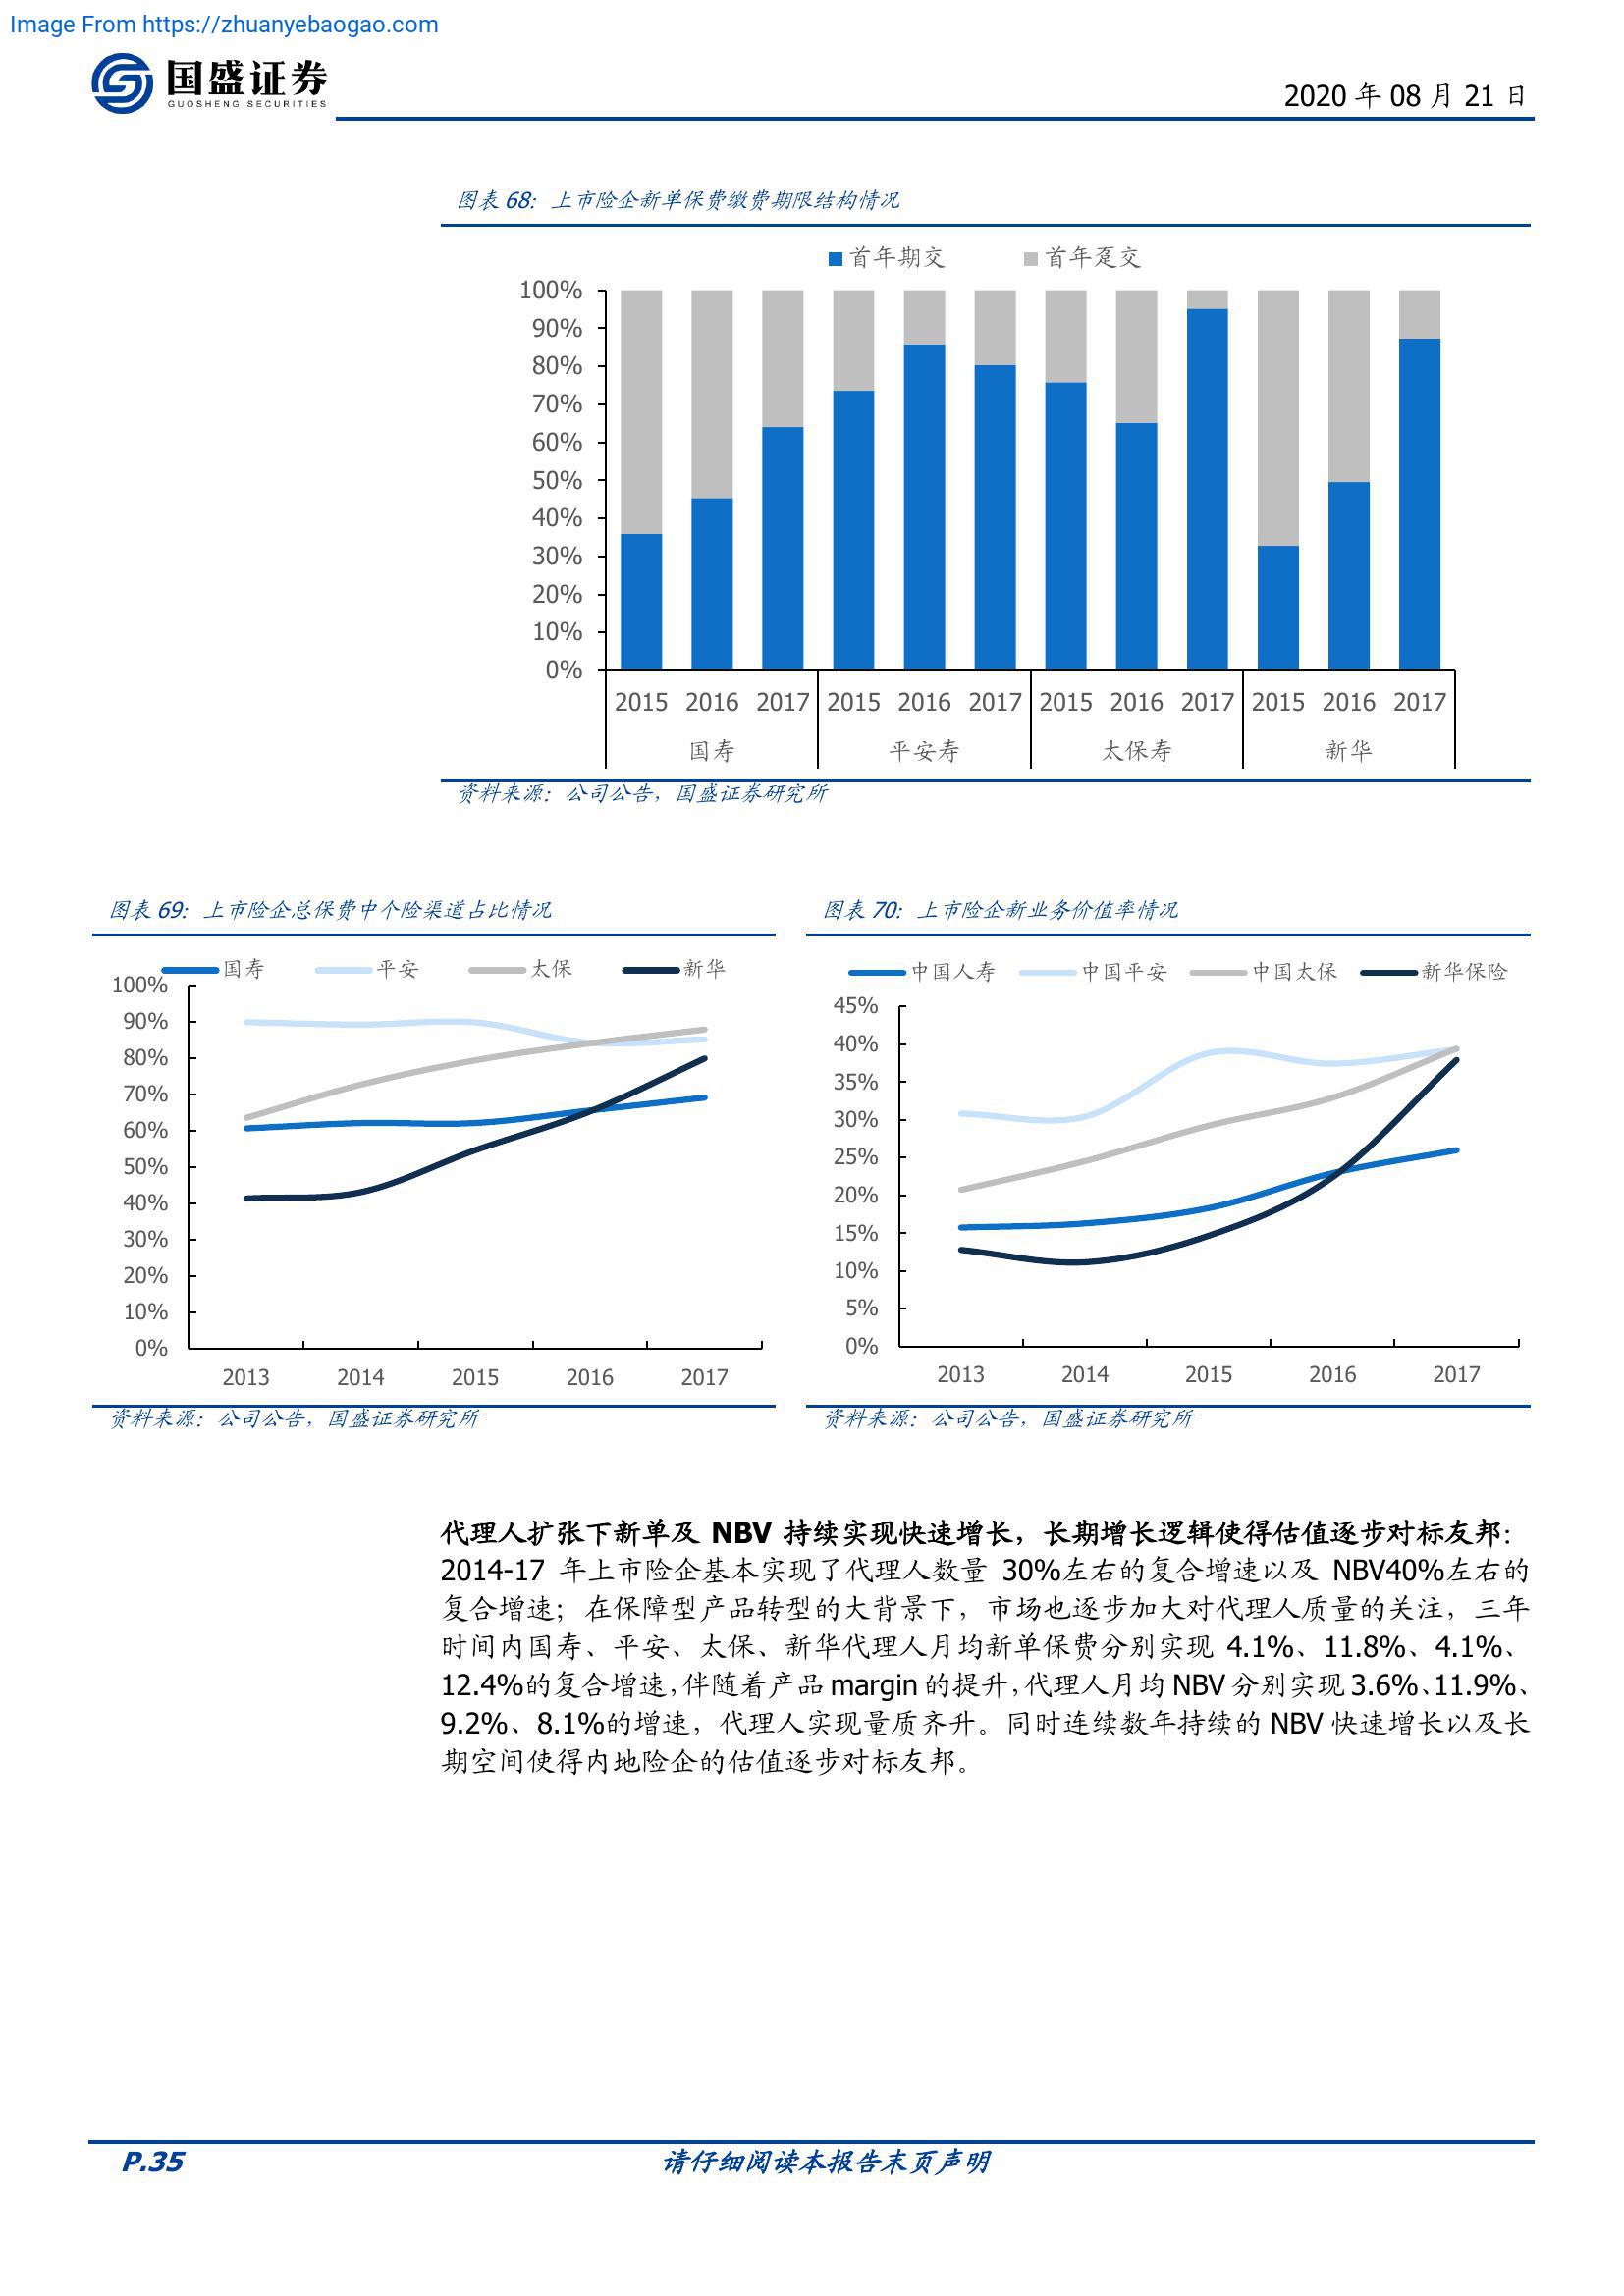 Image From https://zhuanyebaogao.com
国盛证券
GUOSHENG SECURITIES
2020 年 08 月 21 日
图表 68：上市险企新单保费缴费期限结构情况
首年期交 首年趸交
100%
90%
80%
70%
60%
50%
40%
30%
20%
10%
0%
2015 2016 2017 2015 2016 2017 2015 2016 2017 2015 2016 2017
国寿 平安寿 太保寿 新华
资料来源：公司公告，国盛证券研究所
图表 69：上市险企总保费中个险渠道占比情况
国寿 平安 太保 新华
100%
90%
80%
70%
60%
50%
40%
30%
20%
10%
0%
2013 2014 2015 2016 2017
资料来源：公司公告，国盛证券研究所
图表 70：上市险企新业务价值率情况
中国人寿 中国平安 中国太保 新华保险
45%
40%
35%
30%
25%
20%
15%
10%
5%
0%
2013 2014 2015 2016 2017
资料来源：公司公告，国盛证券研究所
代理人扩张下新单及 NBV 持续实现快速增长，长期增长逻辑使得估值逐步对标友邦：
2014-17 年上市险企基本实现了代理人数量 30%左右的复合增速以及 NBV40%左右的
复合增速；在保障型产品转型的大背景下，市场也逐步加大对代理人质量的关注，三年
时间内国寿、平安、太保、新华代理人月均新单保费分别实现 4.1%、11.8%、4.1%、
12.4%的复合增速，伴随着产品 margin 的提升，代理人月均 NBV 分别实现 3.6%、11.9%、
9.2%、8.1%的增速，代理人实现量质齐升。同时连续数年持续的 NBV 快速增长以及长
期空间使得内地险企的估值逐步对标友邦。
P.35 请仔细阅读本报告末页声明